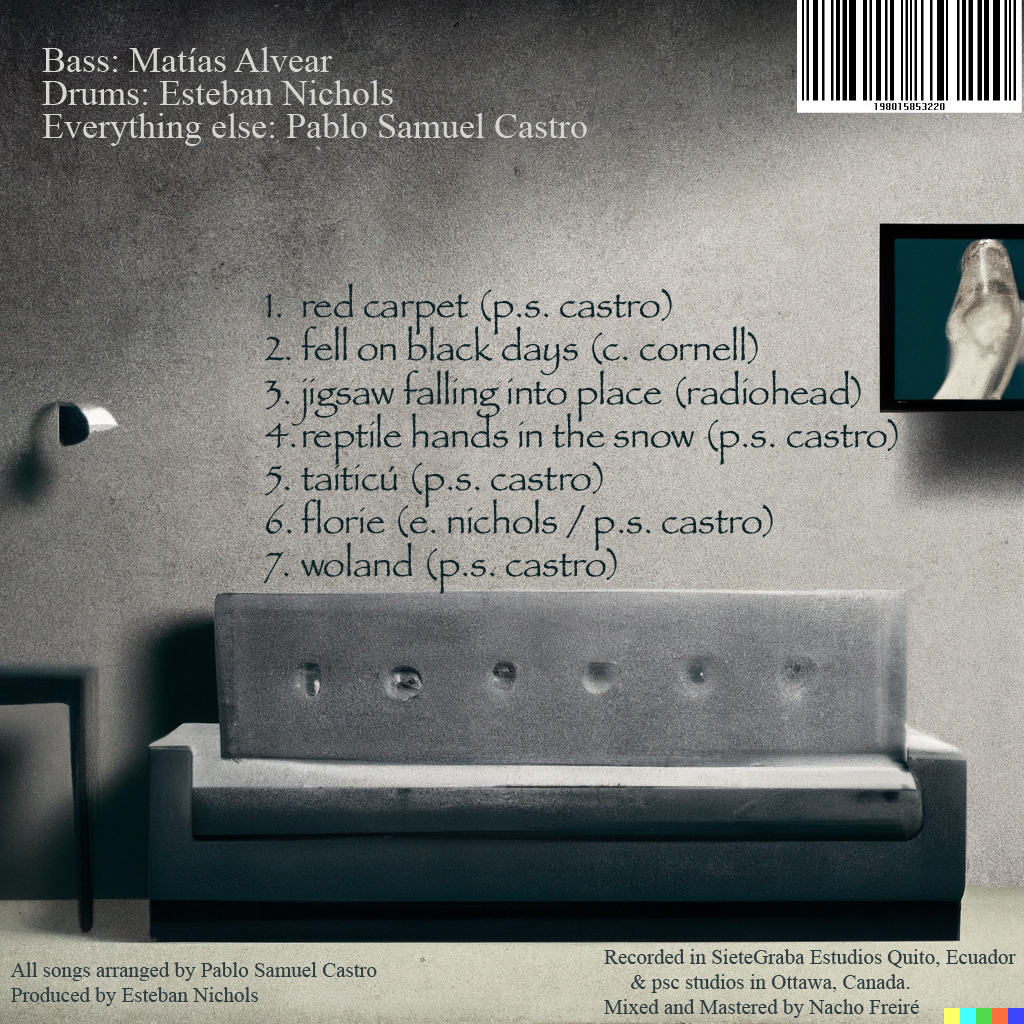 Bass: Matías Alvear
Drums: Esteban Nichols
Everything else: Pablo Samuel Castro
198015853220
1. red carpet (p.s. castro)
2. fell on black days (c. cornell)
3. jigsaw falling into place (radiohead)
4. reptile hands in the snow (p.s. castro)
5. taiticú (p.s. castro)
6. florie (e. nichols / p.s. castro)
7. woland (p.s. castro)
All songs arranged by Pablo Samuel Castro
Produced by Esteban Nichols
Recorded in SieteGraba Estudios Quito, Ecuador
& psc studios in Ottawa, Canada.
Mixed and Mastered by Nacho Freiré